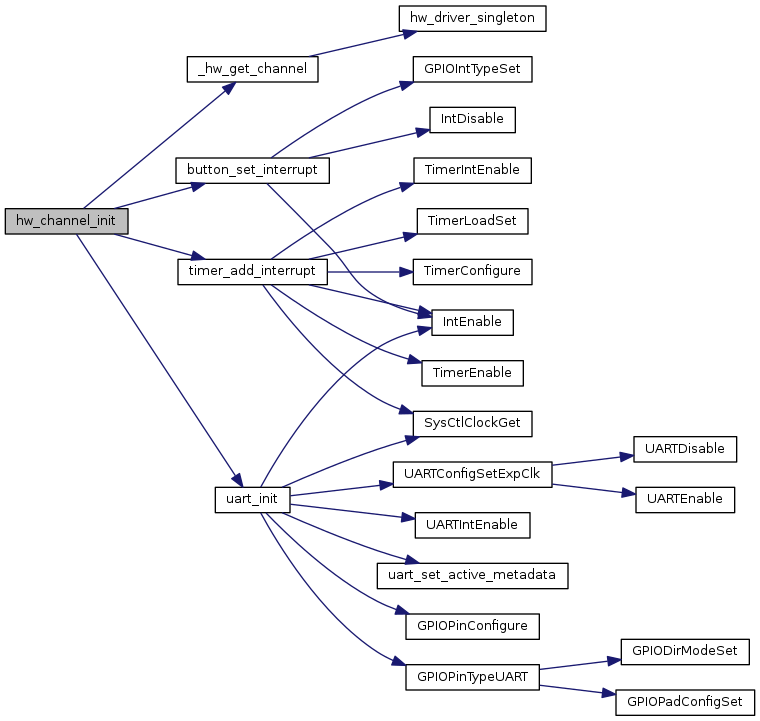 hw_driver_singleton
_hw_get_channel
GPIOIntTypeSet
IntDisable
button_set_interrupt
TimerIntEnable
hw_channel_init
TimerLoadSet
timer_add_interrupt
TimerConfigure
IntEnable
TimerEnable
SysCtlClockGet
UARTDisable
UARTConfigSetExpClk
uart_init
UARTEnable
UARTIntEnable
uart_set_active_metadata
GPIOPinConfigure
GPIODirModeSet
GPIOPinTypeUART
GPIOPadConfigSet